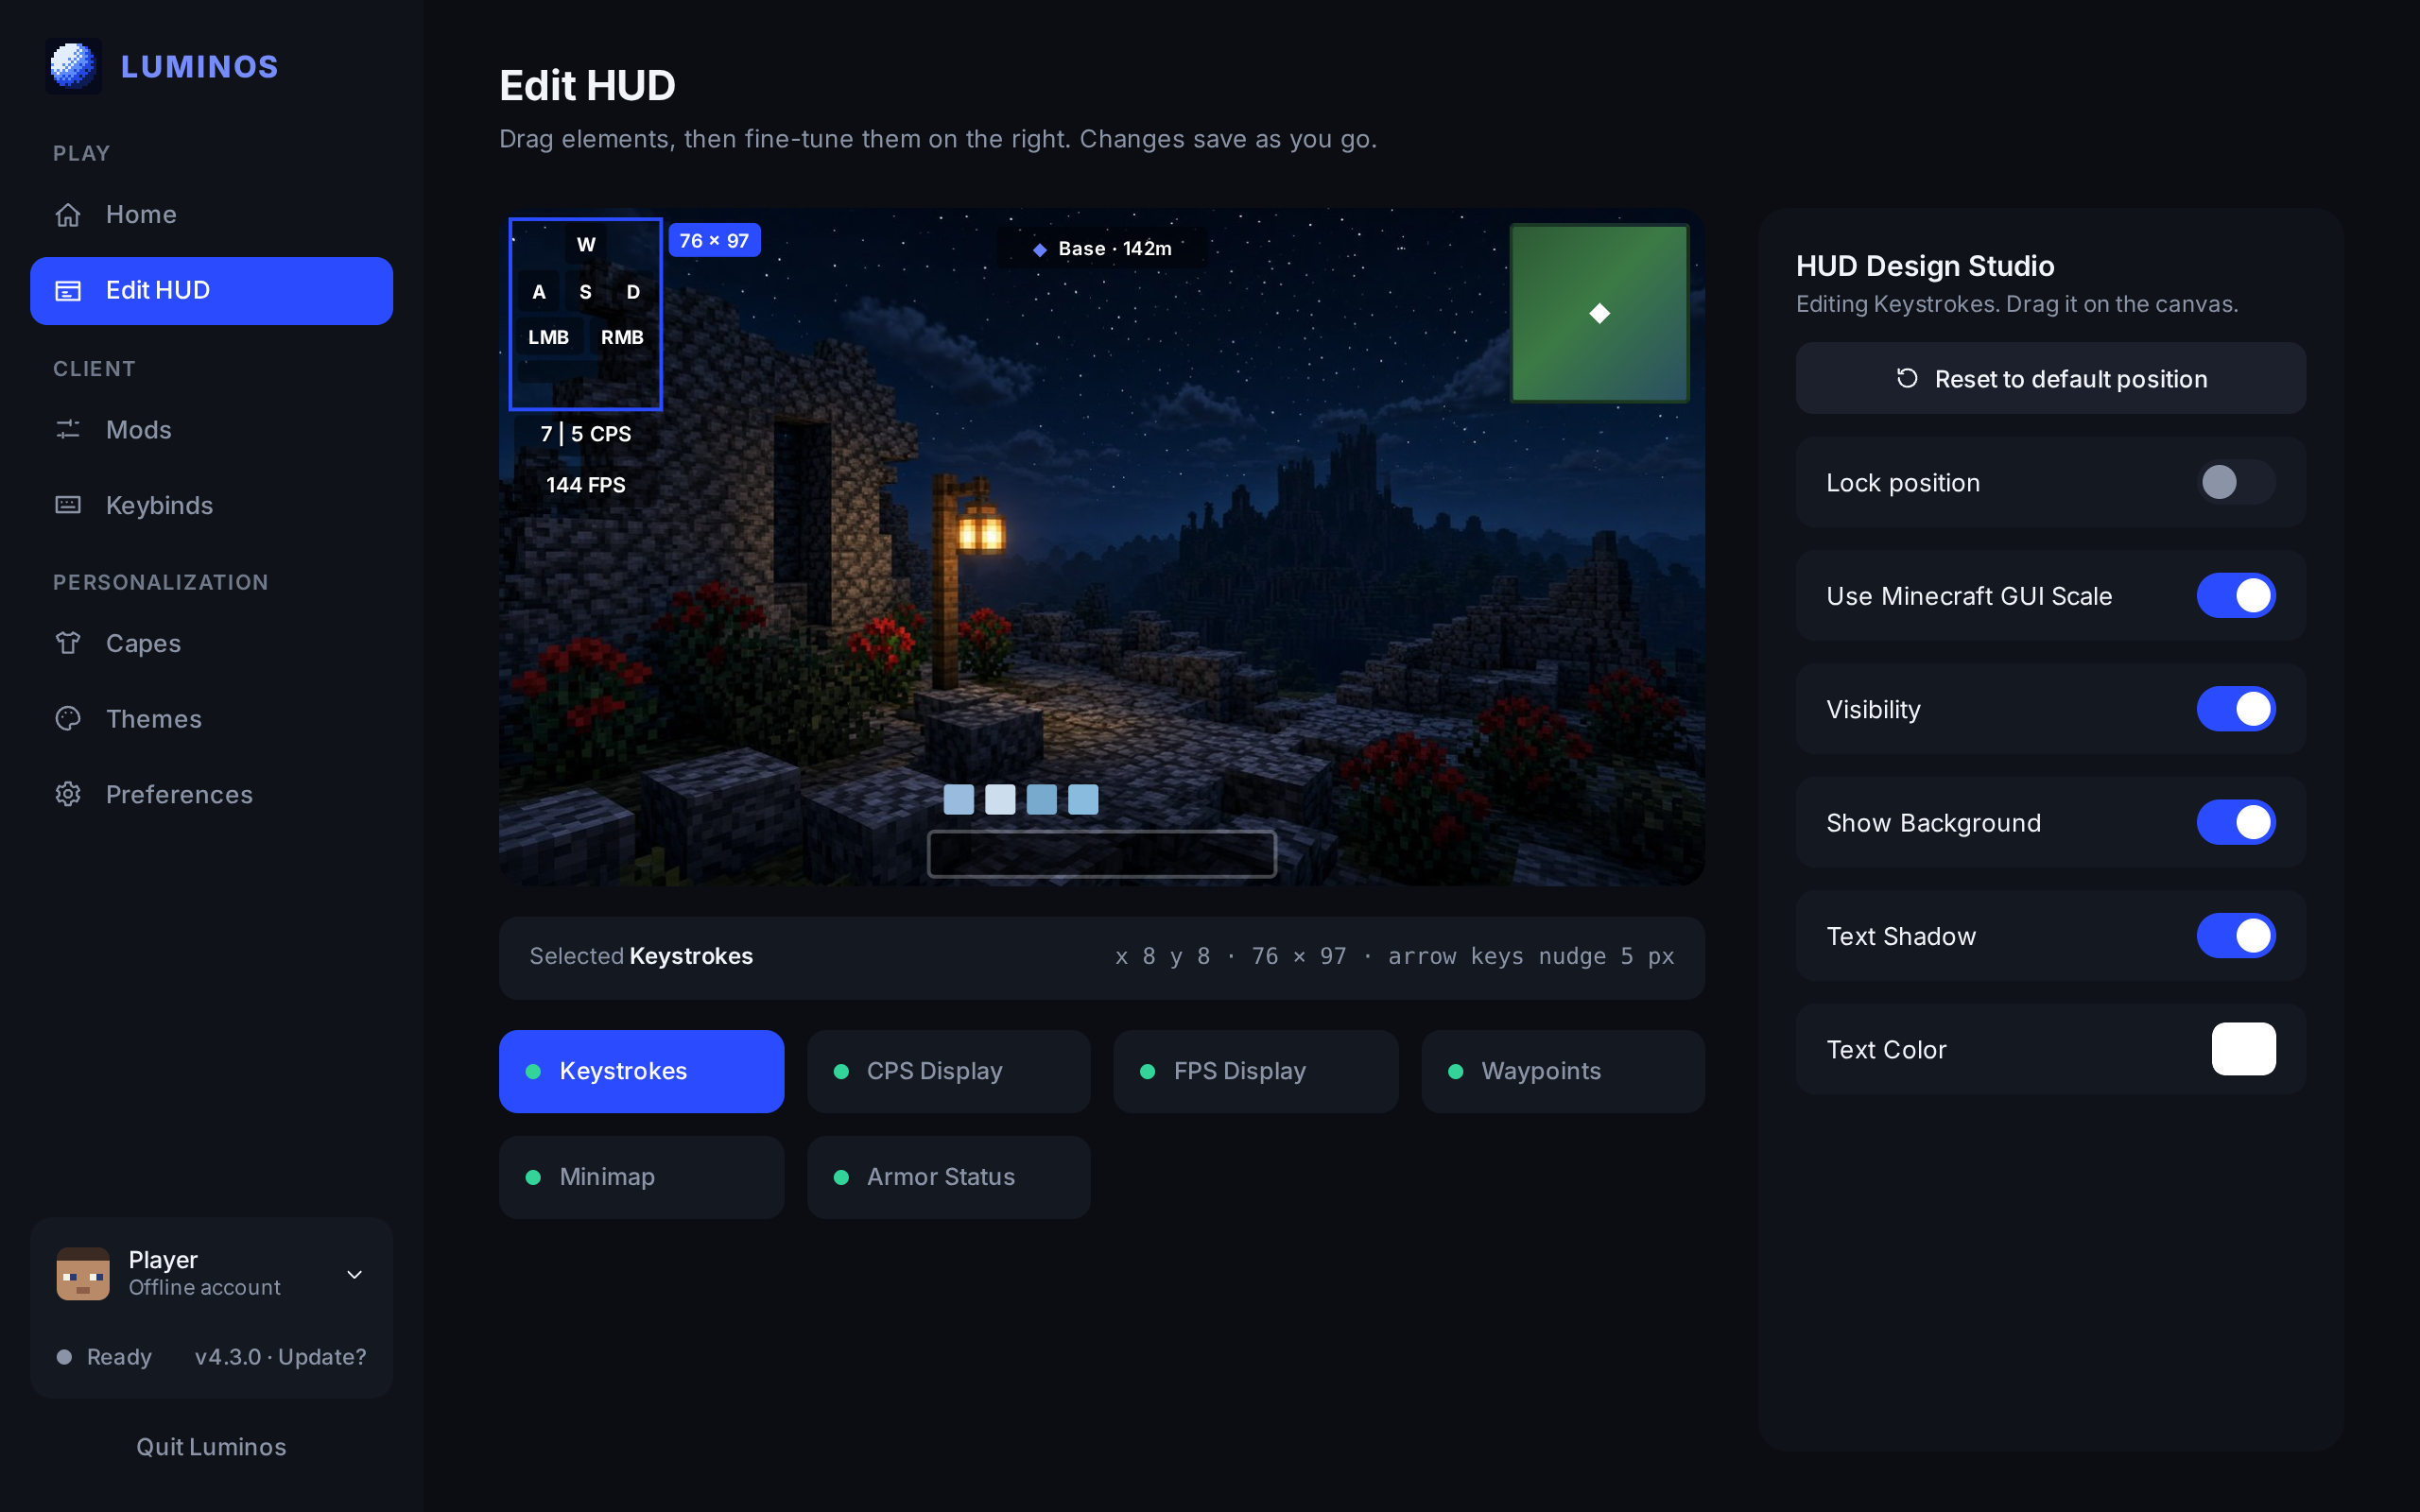 LUMINOS
PLAY
Home
Edit HUD
CLIENT
Mods
Keybinds
PERSONALIZATION
Capes
Themes
Preferences
Player
Offline account
Ready
v4.3.0 · Update?
Quit Luminos
Edit HUD
Drag elements, then fine-tune them on the right. Changes save as you go.
W
76 × 97
◆ Base · 142m
A S D
LMB RMB
7 | 5 CPS
144 FPS
Selected Keystrokes
x 8 y 8 · 76 × 97 · arrow keys nudge 5 px
Keystrokes
CPS Display
FPS Display
Waypoints
Minimap
Armor Status
HUD Design Studio
Editing Keystrokes. Drag it on the canvas.
Reset to default position
Lock position
Use Minecraft GUI Scale
Visibility
Show Background
Text Shadow
Text Color